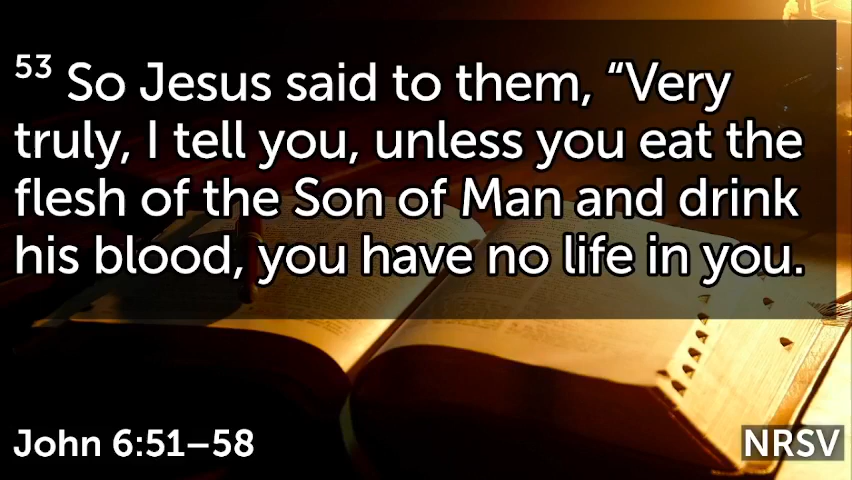 53 So Jesus said to them, “Very
truly, I tell you, unless you eat the
flesh of the Son of Man and drink
his blood, you have no life in you.
John 6:51–58
NRSV